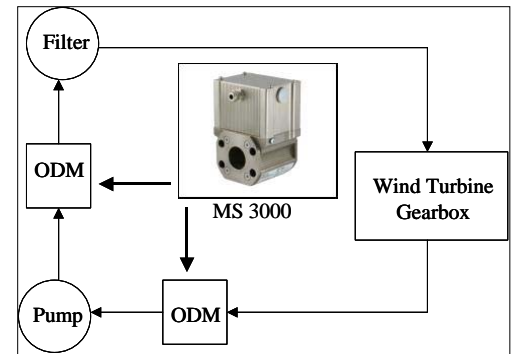 Filter
ODM
MS 3000
Wind Turbine
Gearbox
Pump
ODM